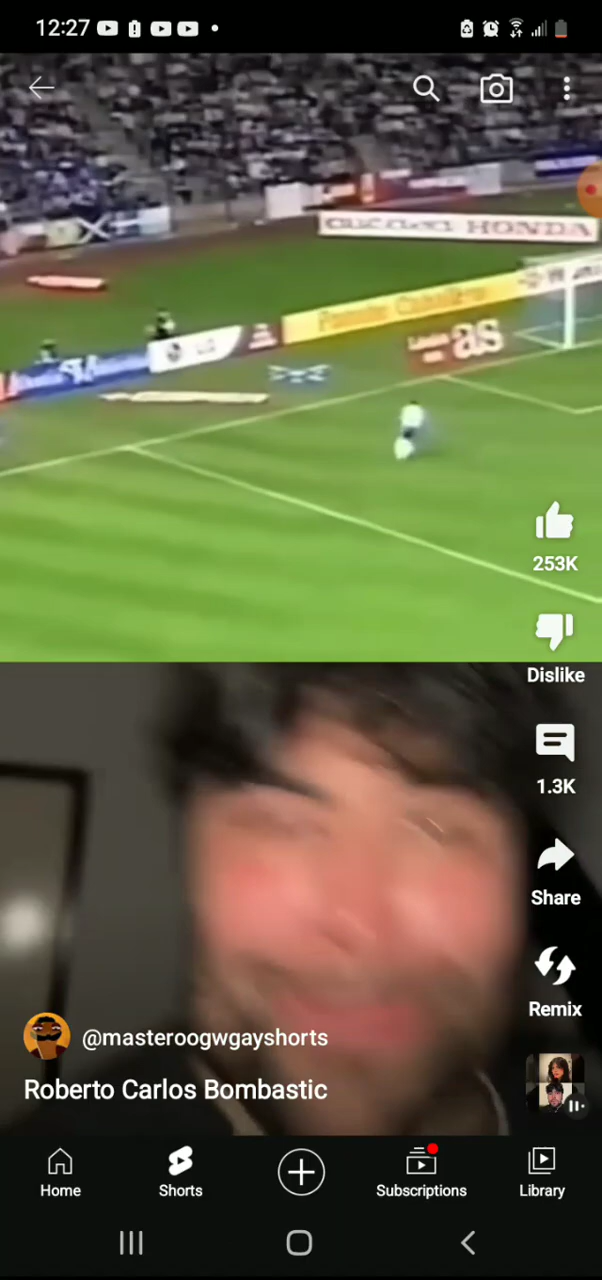 12:27
HONDA
as
253K
Dislike
1.3K
Share
Remix
@masteroogwgayshorts
Roberto Carlos Bombastic
Home
Shorts
Subscriptions
Library